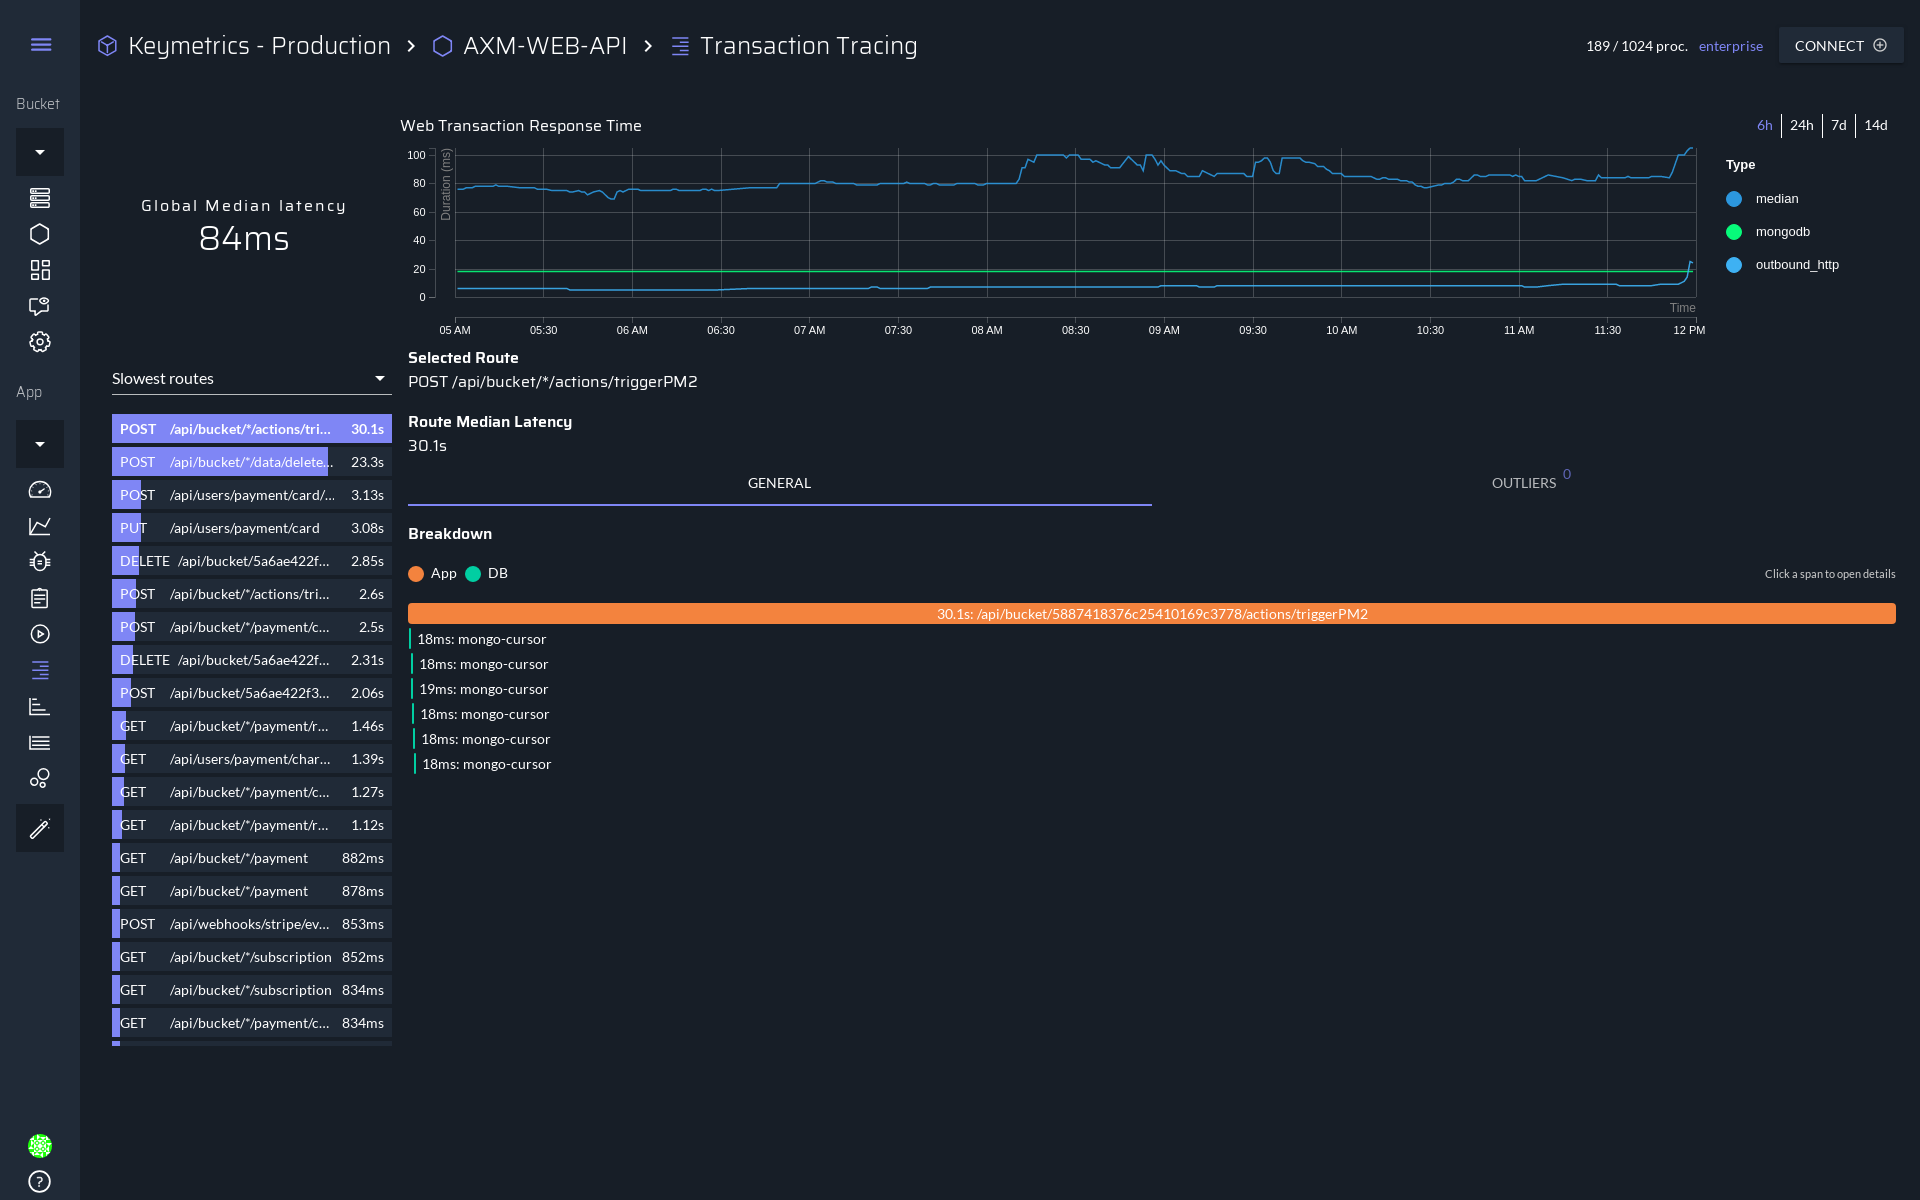 Keymetrics - Production > AXM-WEB-API > Transaction Tracing
189 / 1024 proc. enterprise CONNECT
Bucket
App
Global Median latency
84ms
Web Transaction Response Time
6h 24h 7d 14d
Duration (ms)
100
80
60
40
20
0
Time
05 AM 05:30 06 AM 06:30 07 AM 07:30 08 AM 08:30 09 AM 09:30 10 AM 10:30 11 AM 11:30 12 PM
Type
median
mongodb
outbound_http
Slowest routes
POST /api/bucket/*/actions/tri... 30.1s
POST /api/bucket/*/data/delete... 23.3s
POST /api/users/payment/card/... 3.13s
PUT /api/users/payment/card 3.08s
DELETE /api/bucket/5a6ae422f... 2.85s
POST /api/bucket/*/actions/tri... 2.6s
POST /api/bucket/*/payment/c... 2.5s
DELETE /api/bucket/5a6ae422f... 2.31s
POST /api/bucket/5a6ae422f3... 2.06s
GET /api/bucket/*/payment/r... 1.46s
GET /api/users/payment/char... 1.39s
GET /api/bucket/*/payment/c... 1.27s
GET /api/bucket/*/payment/r... 1.12s
GET /api/bucket/*/payment 882ms
GET /api/bucket/*/payment 878ms
POST /api/webhooks/stripe/ev... 853ms
GET /api/bucket/*/subscription 852ms
GET /api/bucket/*/subscription 834ms
GET /api/bucket/*/payment/c... 834ms
Selected Route
POST /api/bucket/*/actions/triggerPM2
Route Median Latency
30.1s
GENERAL
OUTLIERS 0
Breakdown
App DB
Click a span to open details
30.1s: /api/bucket/5887418376c25410169c3778/actions/triggerPM2
18ms: mongo-cursor
18ms: mongo-cursor
19ms: mongo-cursor
18ms: mongo-cursor
18ms: mongo-cursor
18ms: mongo-cursor
?